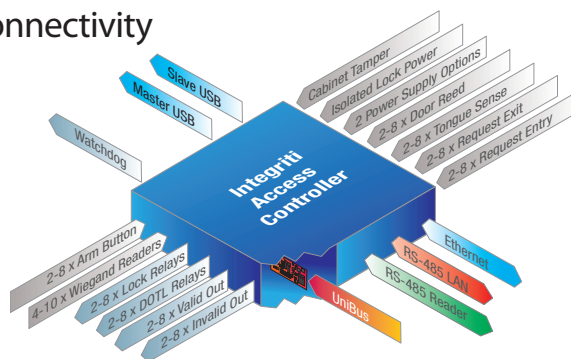 onnectivity
Slave USB
Master USB
Watchdog
Cabinet Tamper
Isolated Lock Power
2 Power Supply Options
2-8 x Door Reed
2-8 x Tongue Sense
2-8 x Request Exit
2-8 x Request Entry
Integriti
Access
Controller
2-8 x Arm Button
4-10 x Wiegand Readers
2-8 x Lock Relays
2-8 x DOTL Relays
2-8 x Valid Out
2-8 x Invalid Out
UniBus
Ethernet
RS-485 LAN
RS-485 Reader